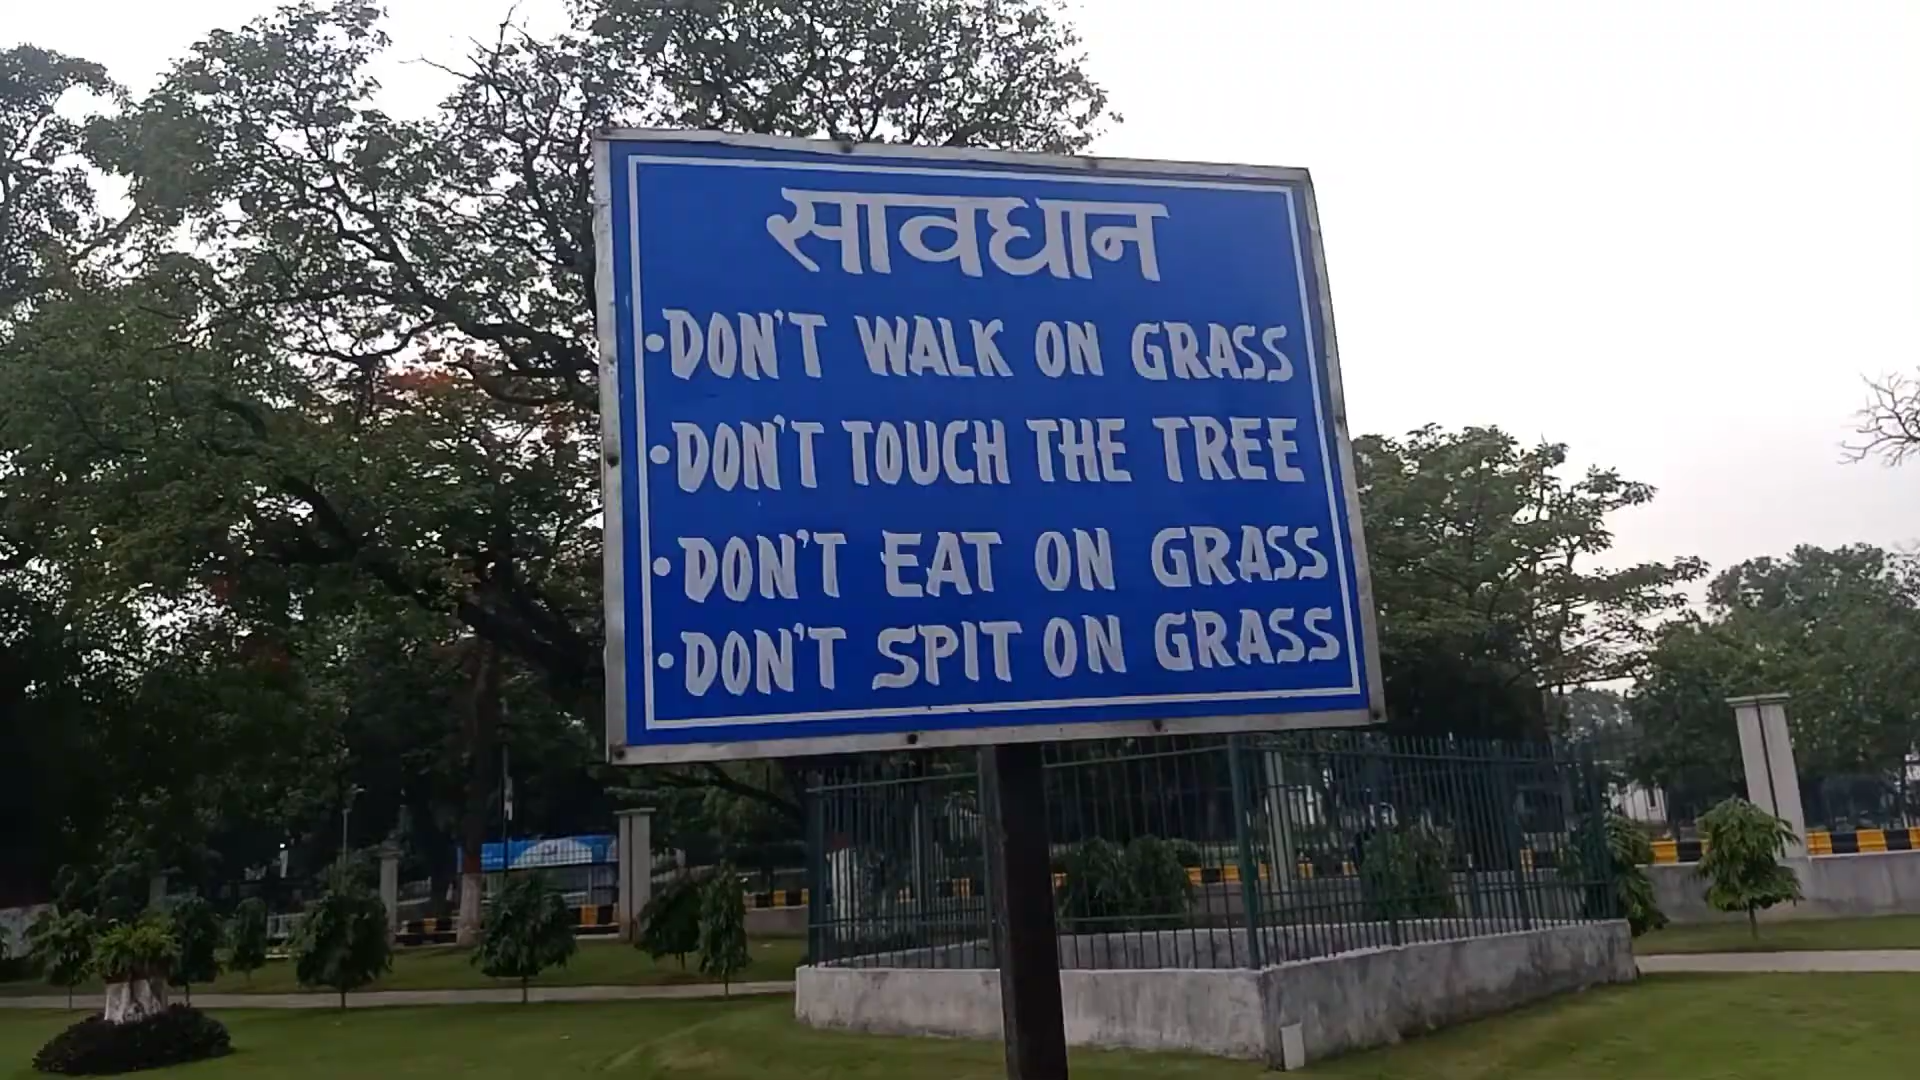 सावधान
•DON'T WALK ON GRASS
•DON'T TOUCH THE TREE
•DON'T EAT ON GRASS
•DON'T SPIT ON GRASS